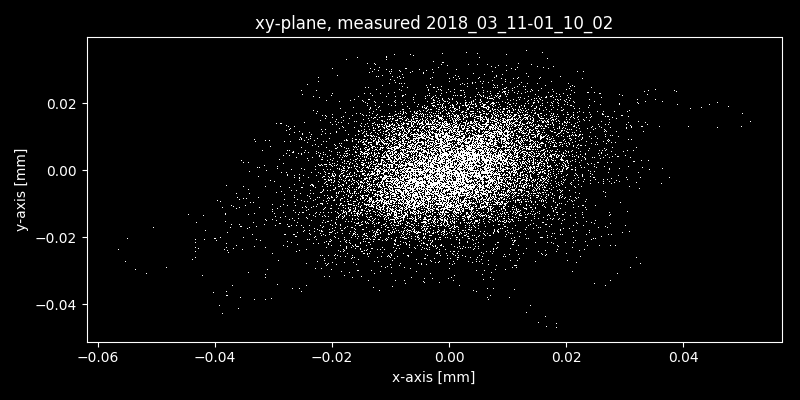 xy-plane, measured 2018_03_11-01_10_02
y-axis [mm]
0.02
0.00
−0.02
−0.04
−0.06 −0.04 −0.02 0.00 0.02 0.04
x-axis [mm]